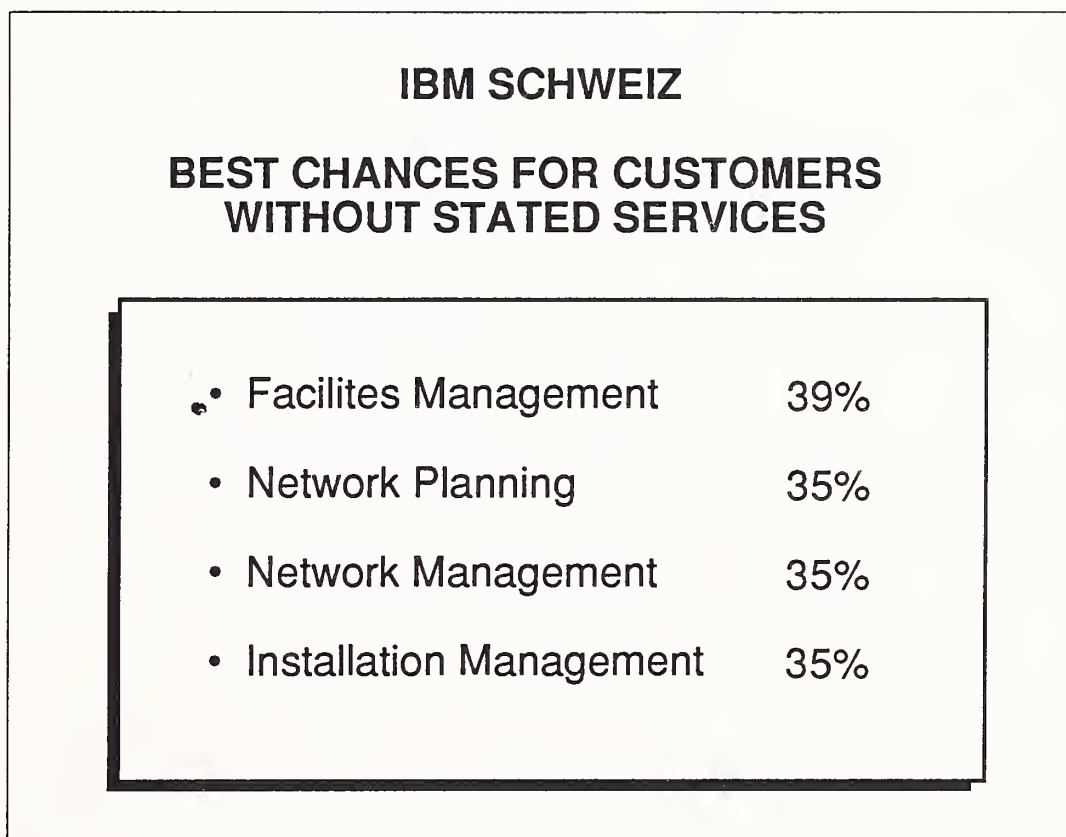 IBM SCHWEIZ
BEST CHANCES FOR CUSTOMERS
WITHOUT STATED SERVICES
• Facilites Management 39%
• Network Planning 35%
• Network Management 35%
• Installation Management 35%